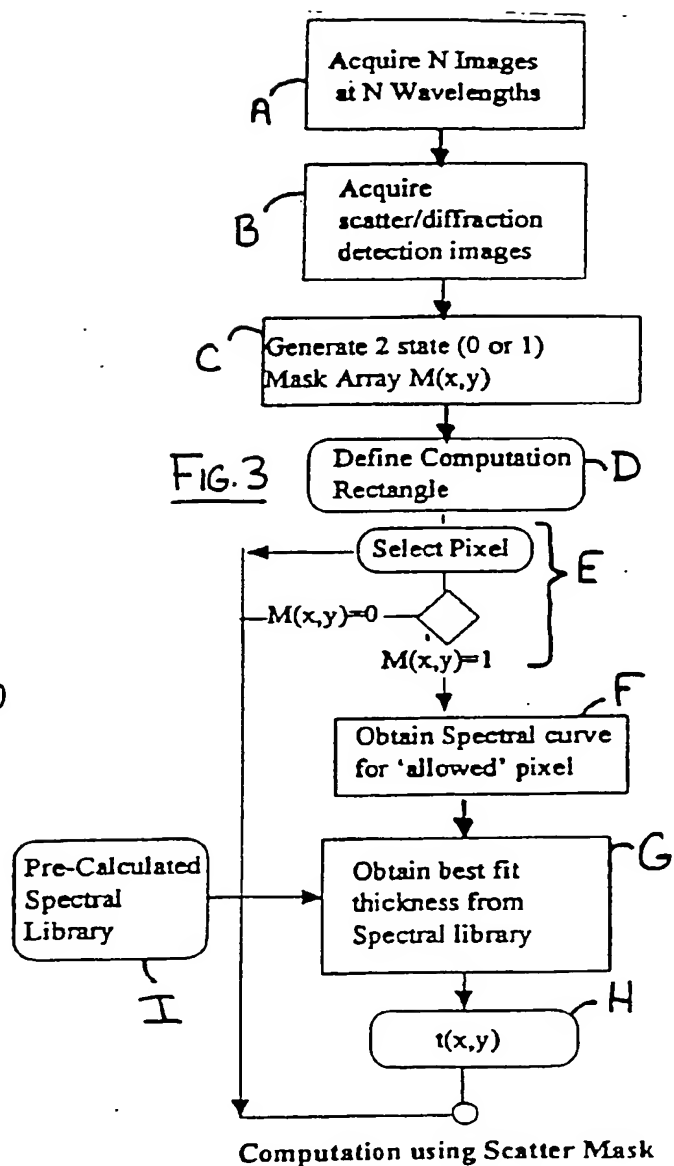 Acquire N Images
at N Wavelengths
A
Acquire
scatter/diffraction
detection images
B
C
Generate 2 state (0 or 1)
Mask Array M(x,y)
FIG. 3
Define Computation
Rectangle
D
Select Pixel
E
M(x,y)=0
M(x,y)=1
F
Obtain Spectral curve
for 'allowed' pixel
Pre-Calculated
Spectral
Library
I
Obtain best fit
thickness from
Spectral library
G
H
t(x,y)
Computation using Scatter Mask